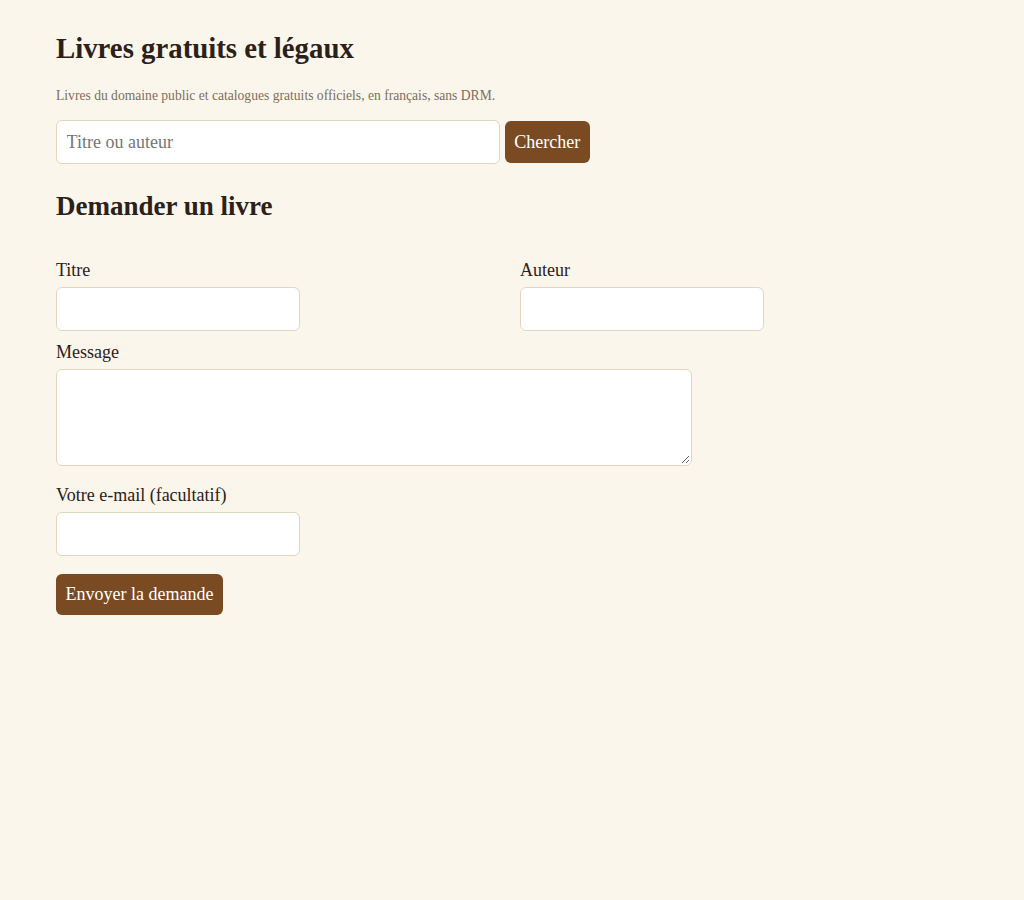 Livres gratuits et légaux
Livres du domaine public et catalogues gratuits officiels, en français, sans DRM.
Titre ou auteur
Chercher
Demander un livre
Titre
Auteur
Message
Votre e-mail (facultatif)
Envoyer la demande